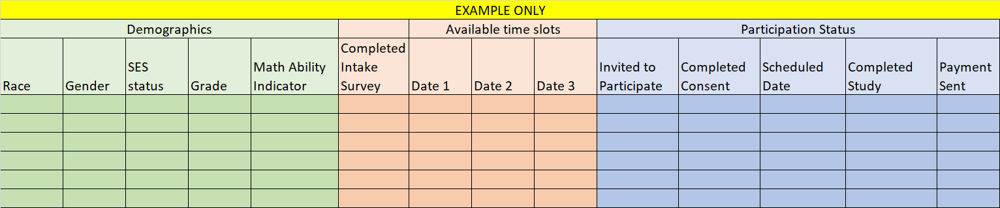 EXAMPLE ONLY
Demographics
Available time slots
Participation Status
Race
Gender
SES
status
Grade
Math Ability
Indicator
Completed
Intake
Survey
Date 1
Date 2
Date 3
Invited to
Participate
Completed
Consent
Scheduled
Date
Completed
Study
Payment
Sent